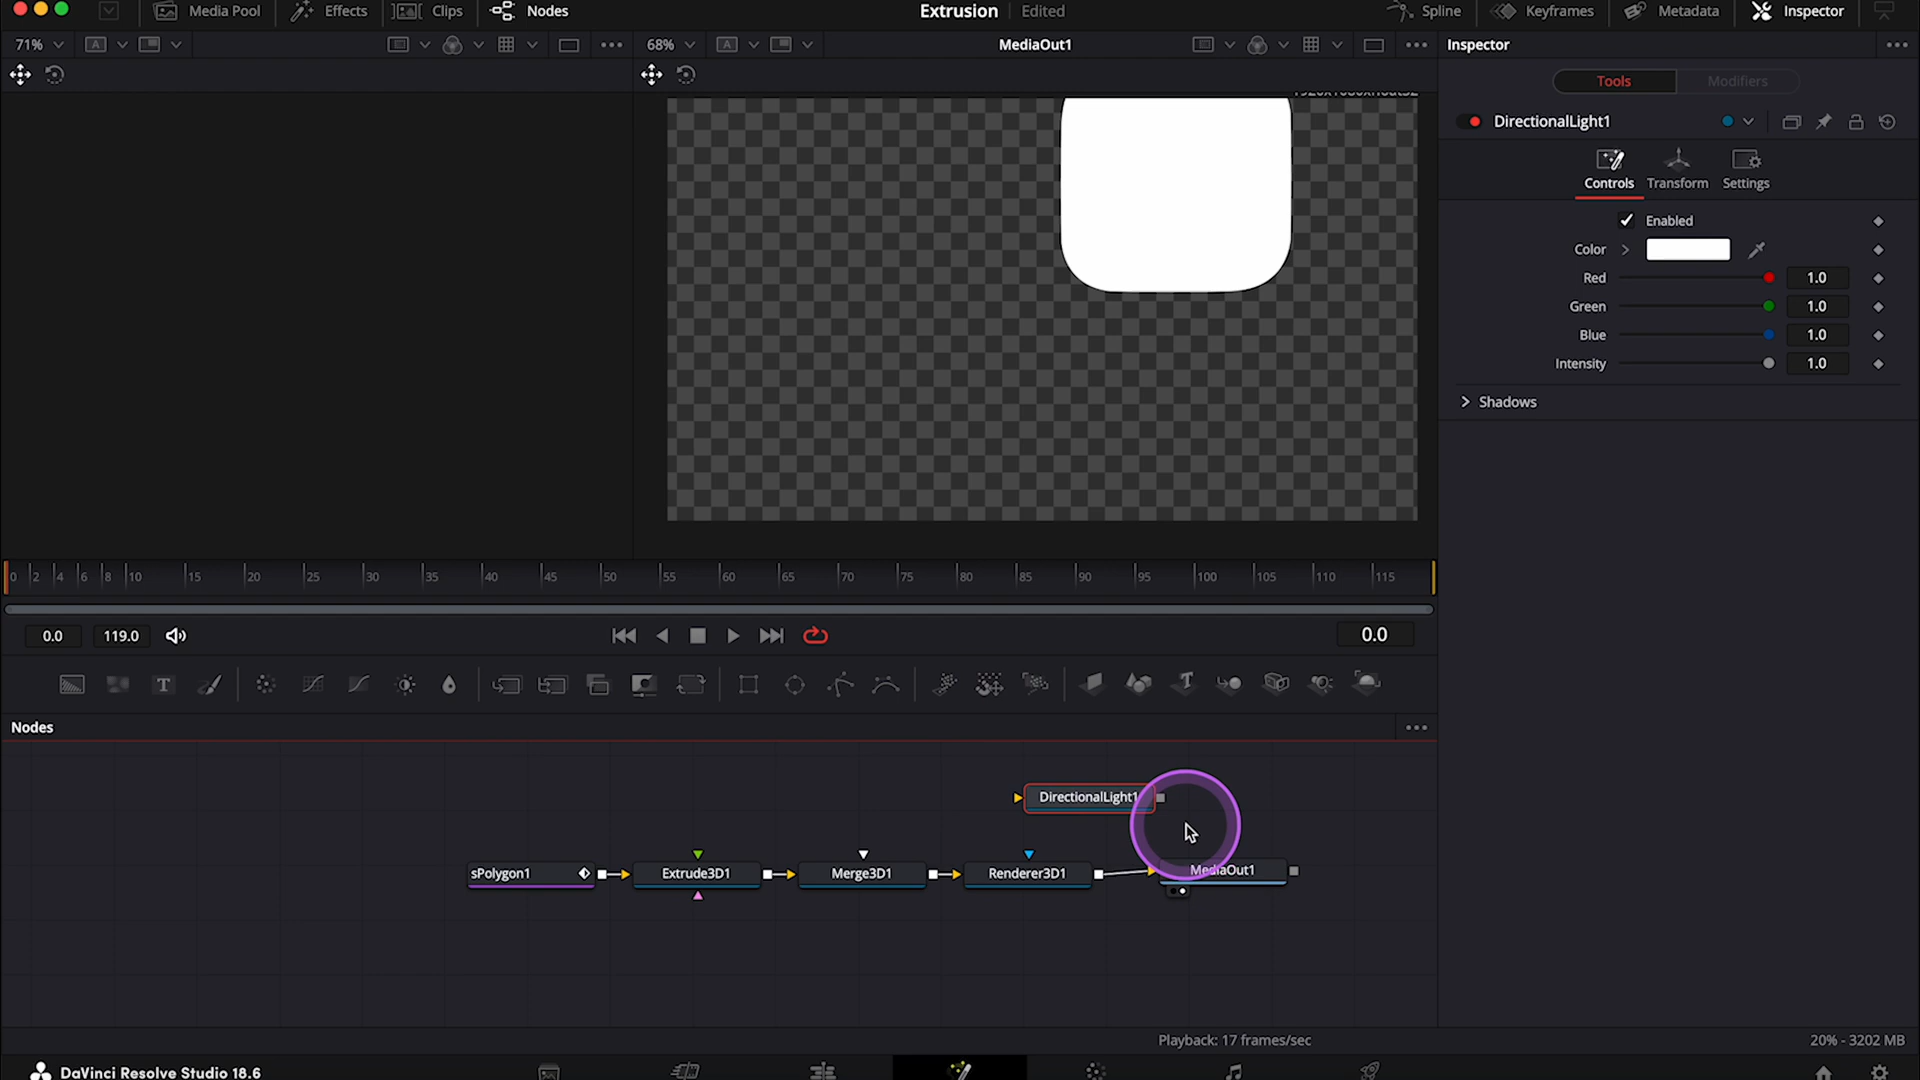 Media Pool Effects Clips Nodes Extrusion Edited Spline Keyframes Metadata Inspector
71% A 68% A MediaOut1 Inspector
Tools Modifiers
DirectionalLight1
Controls Transform Settings
Enabled
Color
Red 1.0
Green 1.0
Blue 1.0
Intensity 1.0
Shadows
0 2 4 6 8 10 15 20 25 30 35 40 45 50 55 60 65 70 75 80 85 90 95 100 105 110 115
0.0 119.0 0.0
T
Nodes
DirectionalLight1
sPolygon1 Extrude3D1 Merge3D1 Renderer3D1 MediaOut1
Playback: 17 frames/sec 20% - 3202 MB
DaVinci Resolve Studio 18.6